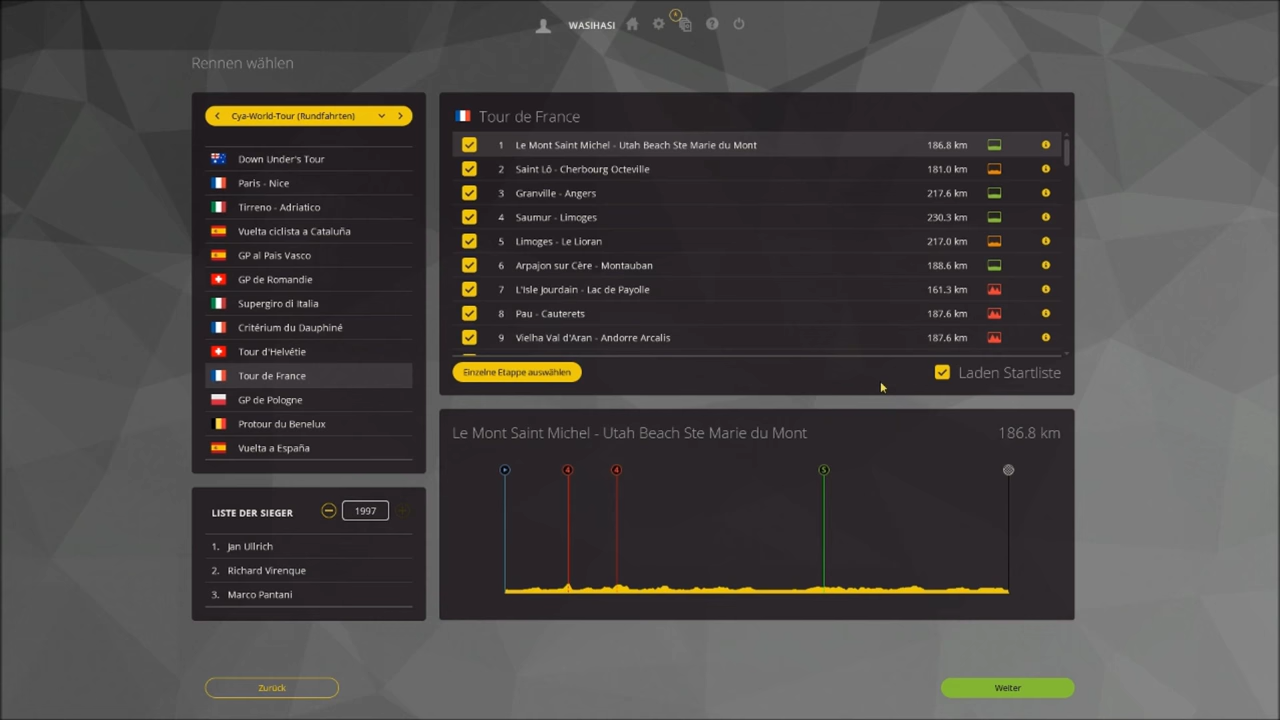 WASIHASI
Rennen wählen
Cya-World-Tour (Rundfahrten)
Down Under's Tour
Paris - Nice
Tirreno - Adriatico
Vuelta ciclista a Cataluña
GP al Pais Vasco
GP de Romandie
Supergiro di Italia
Critérium du Dauphiné
Tour d'Helvétie
Tour de France
GP de Pologne
Protour du Benelux
Vuelta a España
LISTE DER SIEGER 1997
1. Jan Ullrich
2. Richard Virenque
3. Marco Pantani
Zurück
Tour de France
1 Le Mont Saint Michel - Utah Beach Ste Marie du Mont 186.8 km
2 Saint Lô - Cherbourg Octeville 181.0 km
3 Granville - Angers 217.6 km
4 Saumur - Limoges 230.3 km
5 Limoges - Le Lioran 217.0 km
6 Arpajon sur Cère - Montauban 188.6 km
7 L'Isle Jourdain - Lac de Payolle 161.3 km
8 Pau - Cauterets 187.6 km
9 Vielha Val d'Aran - Andorre Arcalis 187.6 km
Einzelne Etappe auswählen
Laden Startliste
Le Mont Saint Michel - Utah Beach Ste Marie du Mont 186.8 km
4 4 S
Weiter